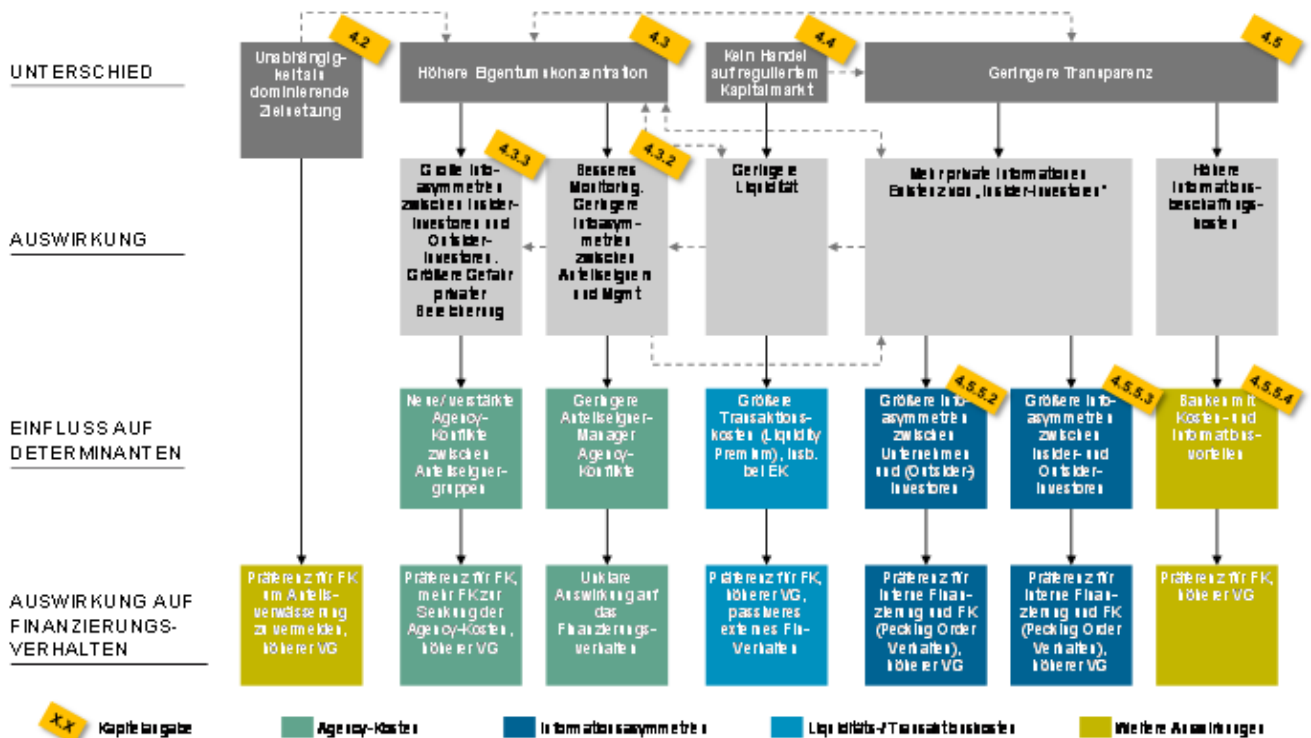 4.2
4.3
4.4
4.5
UNTERSCHIED
Unabhängig-
keit als
dominierende
Zielsetzung
Höhere Eigentumskonzentration
Kein Handel
auf reguliertem
Kapitalmarkt
Geringere Transparenz
4.3.3
4.3.2
AUSWIRKUNG
Große Info-
asymmetrien
zwischen Insider-
Investoren und
Outsider-
Investoren.
Größere Gefahr
privater
Bereicherung
Besseres
Monitoring.
Geringere
Infoasym-
metrien
zwischen
Anteilseignern
und Mgmt
Geringere
Liquidität
Mehr private Informationen
Existenz von „Insider-Investoren“
Höhere
Informations-
beschaffungs-
kosten
4.5.5.2
4.5.5.3
4.5.5.4
EINFLUSS AUF
DETERMINANTEN
Neue/verstärkte
Agency-
Konflikte
zwischen
Anteilseigner-
gruppen
Geringere
Anteilseigner-
Manager
Agency-
Konflikte
Größere
Transaktions-
kosten (Liquidity
Premium), insb.
bei EK
Größere Info-
asymmetrien
zwischen
Unternehmen
und (Outsider-)
Investoren
Größere Info-
asymmetrien
zwischen
Insider- und
Outsider-
Investoren
Banken mit
Kosten- und
Informations-
vorteilen
AUSWIRKUNG AUF
FINANZIERUNGS-
VERHALTEN
Präferenz für FK
um Anteils-
verwässerung
zu vermeiden,
höherer VG
Präferenz für FK,
mehr FK zur
Senkung der
Agency-Kosten,
höherer VG
Unklare
Auswirkung auf
das
Finanzierungs-
verhalten
Präferenz für FK,
höherer VG,
passiveres
externes Fin-
Verhalten
Präferenz für
interne Finan-
zierung und FK
(Pecking Order
Verhalten),
höherer VG
Präferenz für
interne Finan-
zierung und FK
(Pecking Order
Verhalten),
höherer VG
Präferenz für FK,
höherer VG
X.X
Kapitelangabe
Agency-Kosten
Informationsasymmetrien
Liquiditäts-/Transaktionskosten
Weitere Auswirkungen